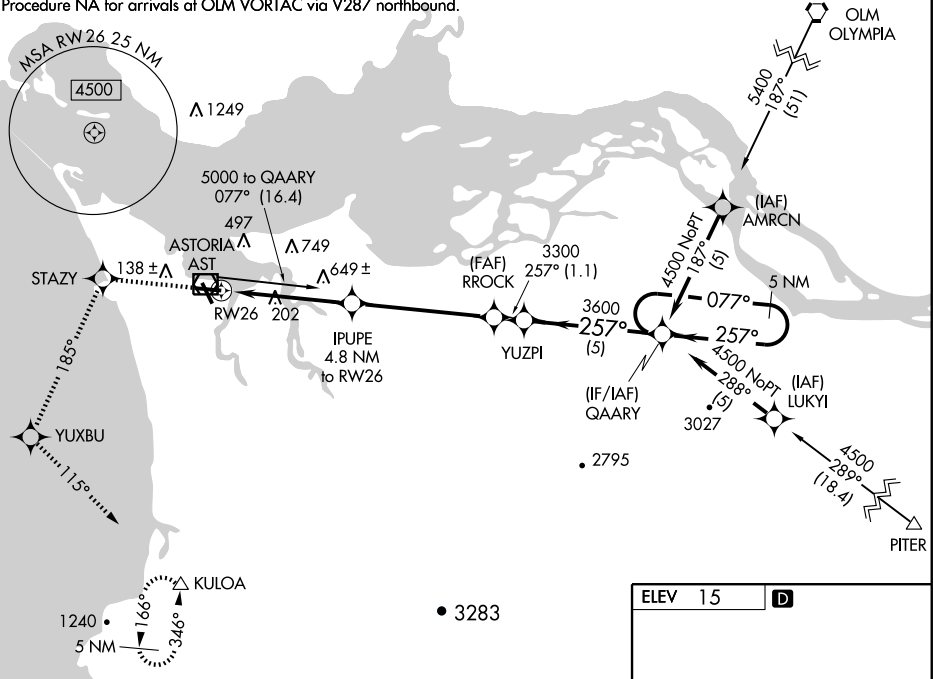 Procedure NA for arrivals at OLM VORTAC via V287 northbound.
MSA RW26 25 NM
4500
1249
OLM
OLYMPIA
5400
187°
(51)
5000 to QAARY
077° (16.4)
497
749
ASTORIA
AST
138 ±
649 ±
STAZY
RW26
202
IPUPE
4.8 NM
to RW26
(FAF)
RROCK
3300
257° (1.1)
YUZPI
3600
257°
(5)
(IAF)
AMRCN
4500 NoPT
187°
(5)
5 NM
077°
257°
(IF/IAF)
QAARY
4500 NoPT
288°
(5)
(IAF)
LUKYI
3027
2795
4500
289°
(18.4)
PITER
185°
YUXBU
115°
KULOA
166°
346°
1240
5 NM
3283
ELEV 15 D